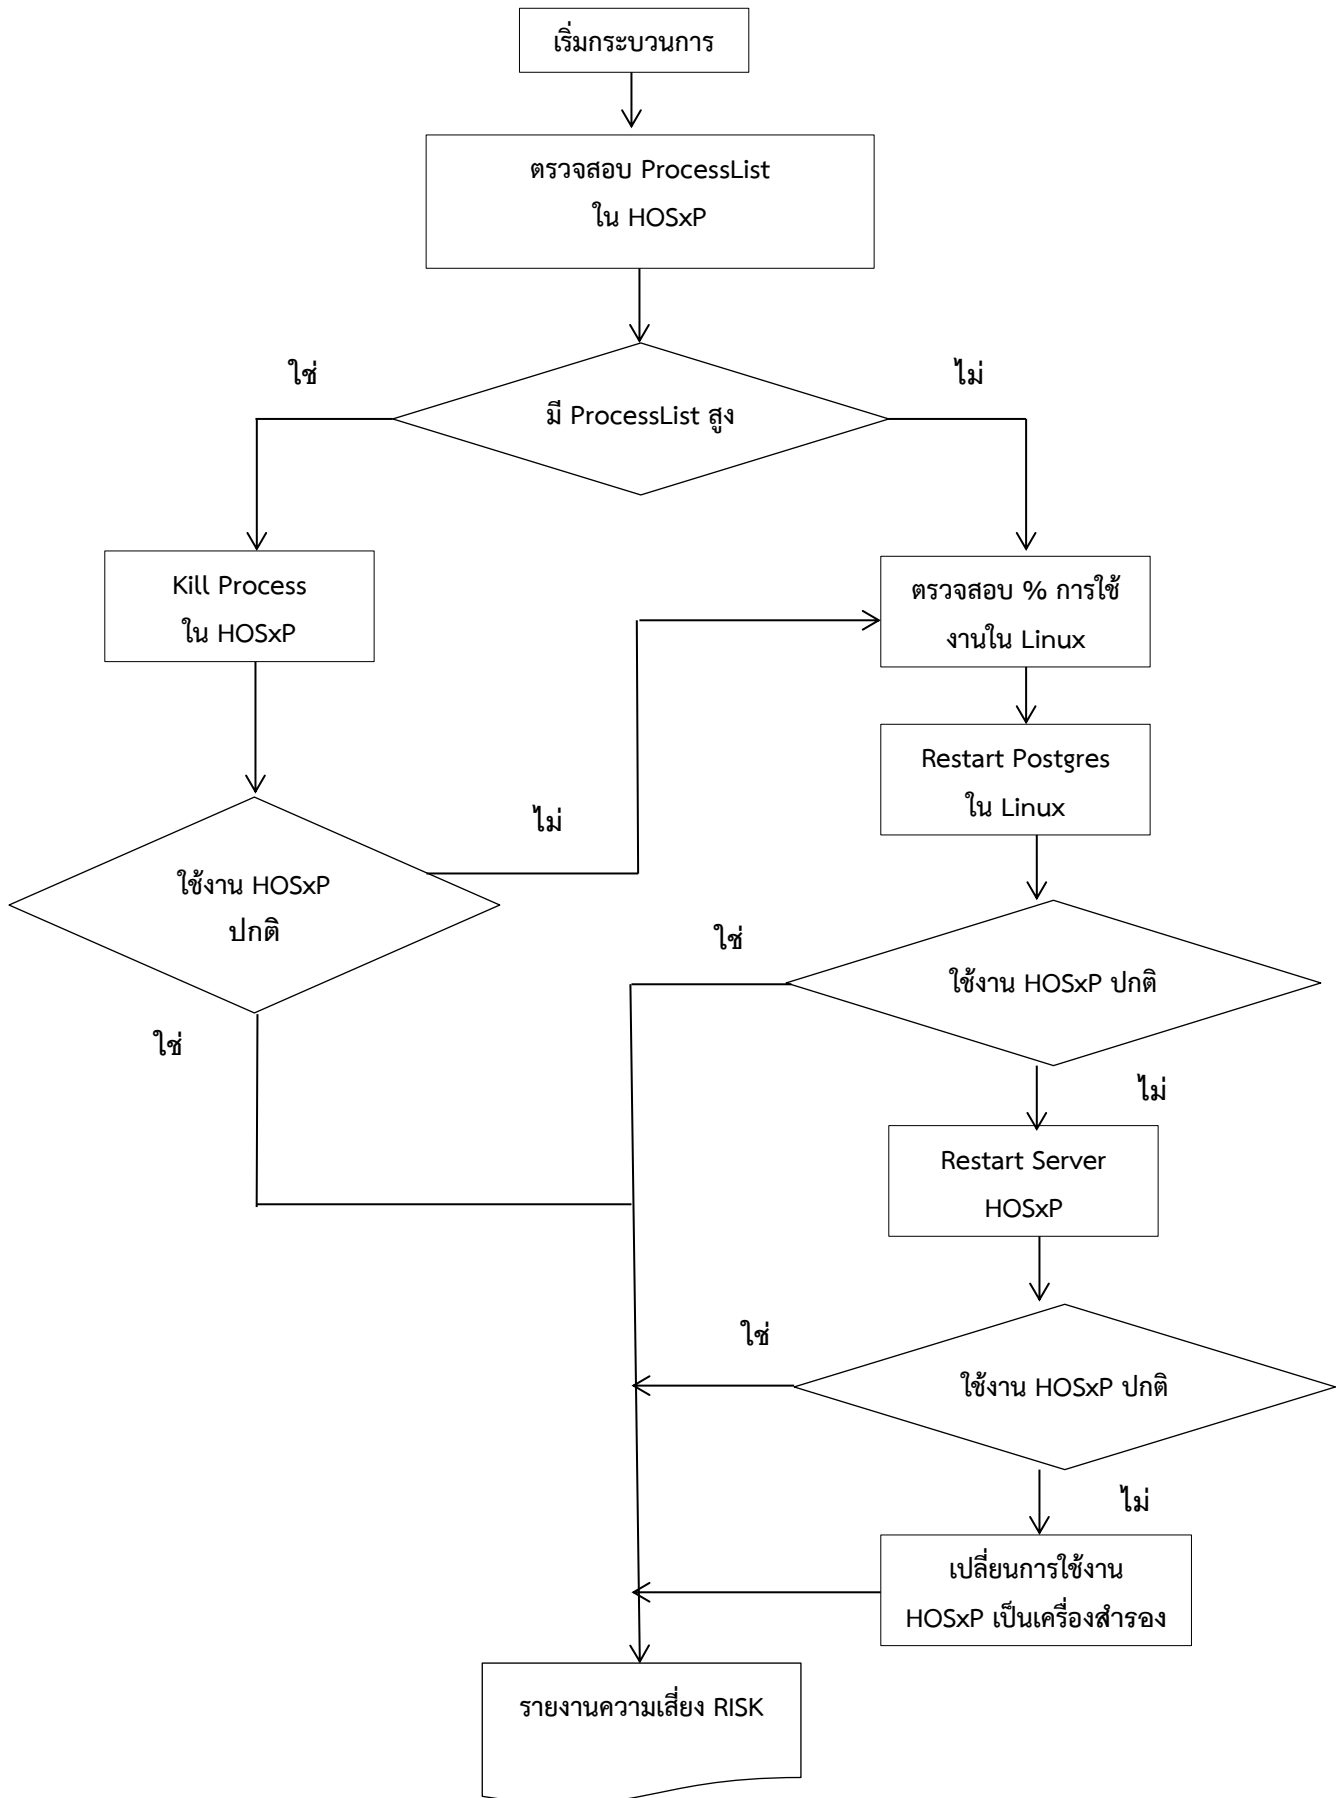 เริ่มกระบวนการ
ตรวจสอบ ProcessList
ใน HOSxP
ใช่
ไม่
มี ProcessList สูง
Kill Process
ใน HOSxP
ตรวจสอบ % การใช้
งานใน Linux
Restart Postgres
ใน Linux
ไม่
ใช้งาน HOSxP
ปกติ
ใช่
ใช้งาน HOSxP ปกติ
ใช่
ไม่
Restart Server
HOSxP
ใช่
ใช้งาน HOSxP ปกติ
ไม่
เปลี่ยนการใช้งาน
HOSxP เป็นเครื่องสำรอง
รายงานความเสี่ยง RISK